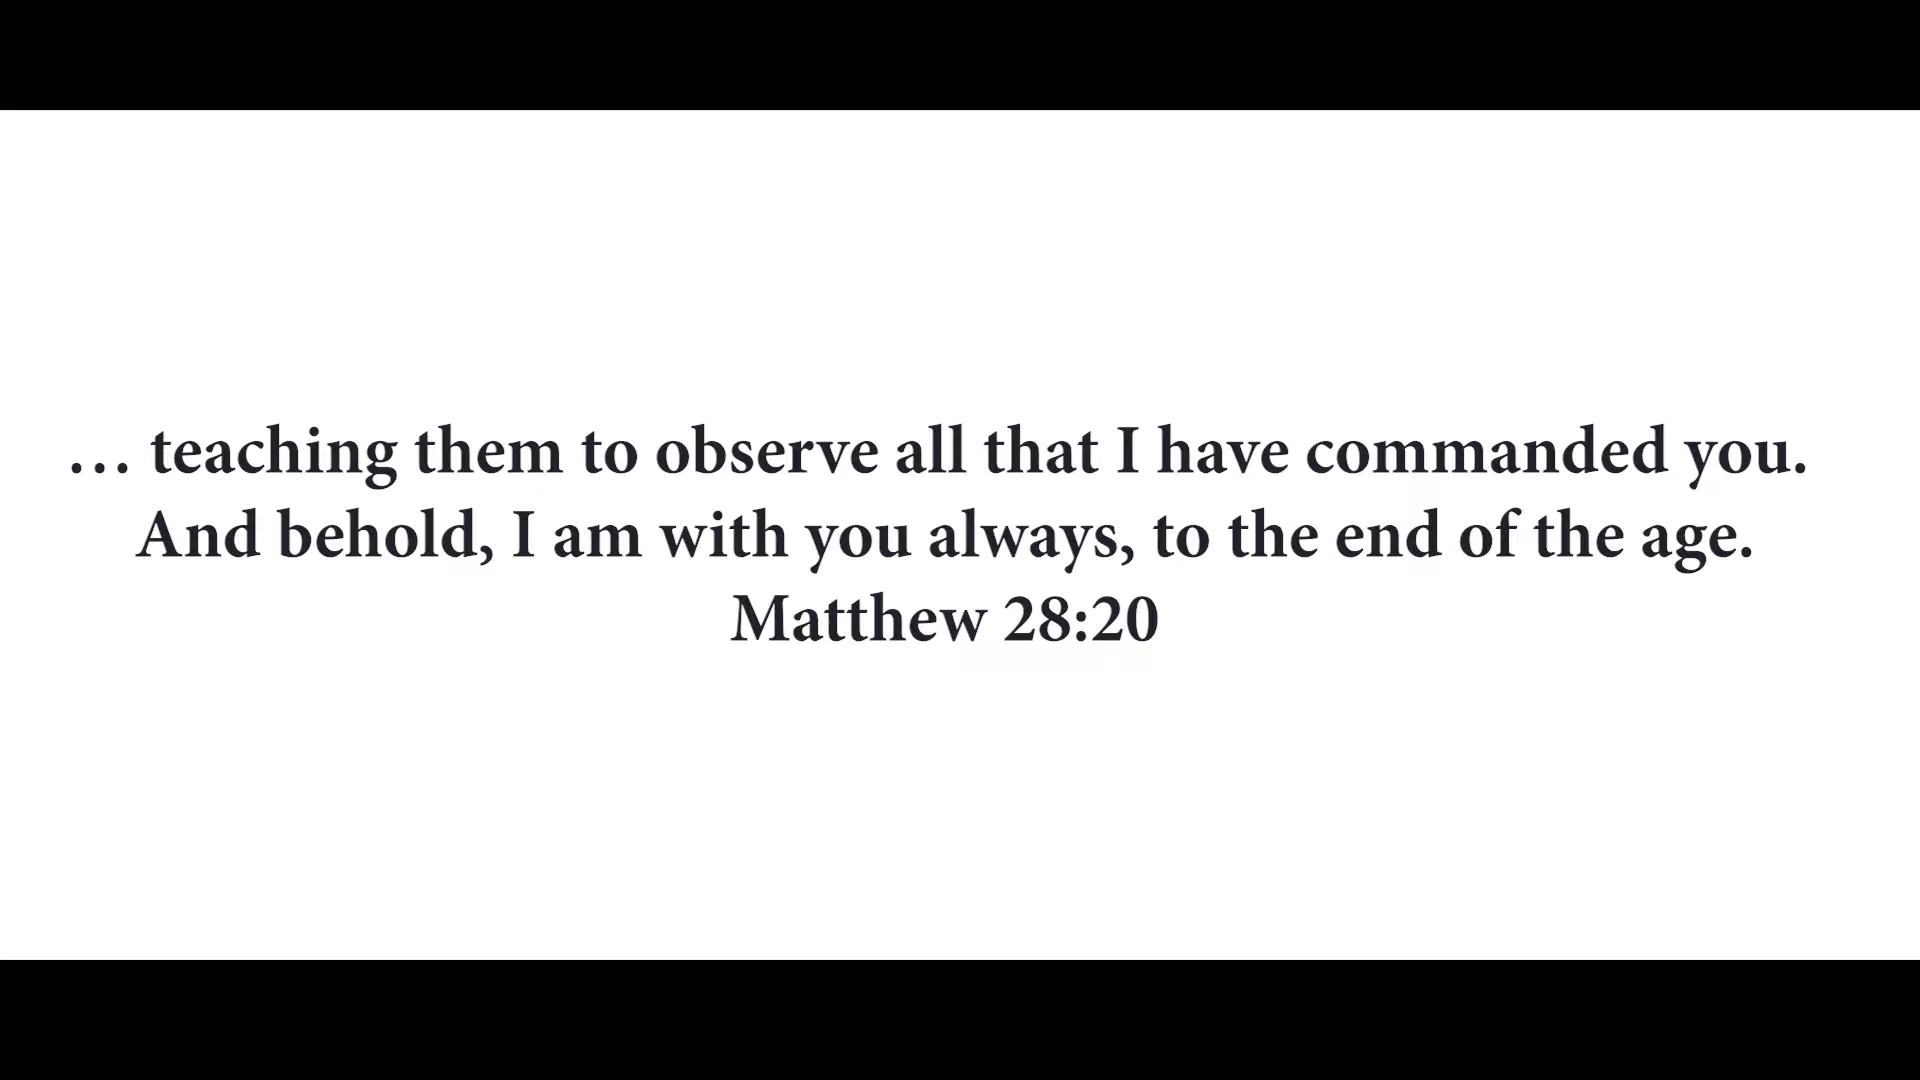 … teaching them to observe all that I have commanded you.
And behold, I am with you always, to the end of the age.
Matthew 28:20